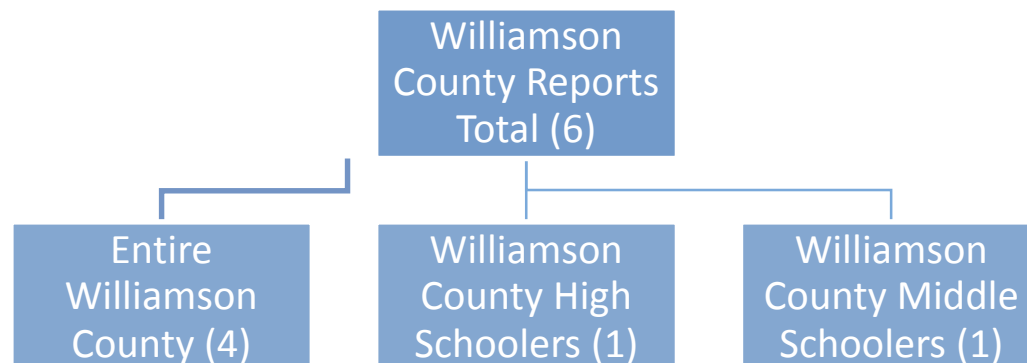 Williamson
County Reports
Total (6)
Entire
Williamson
County (4)
Williamson
County High
Schoolers (1)
Williamson
County Middle
Schoolers (1)